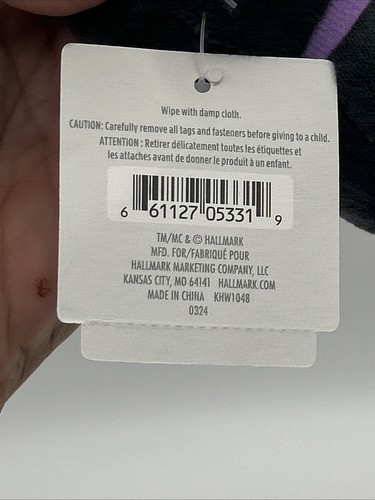 Wipe with damp cloth.
CAUTION: Carefully remove all tags and fasteners before giving to a child.
ATTENTION : Retirer délicatement toutes les étiquettes et
les attaches avant de donner le produit à un enfant.
6 61127 05331 9
TM/MC & © HALLMARK
MFD. FOR/FABRIQUÉ POUR
HALLMARK MARKETING COMPANY, LLC
KANSAS CITY, MO 64141 HALLMARK.COM
MADE IN CHINA KHW1048
0324